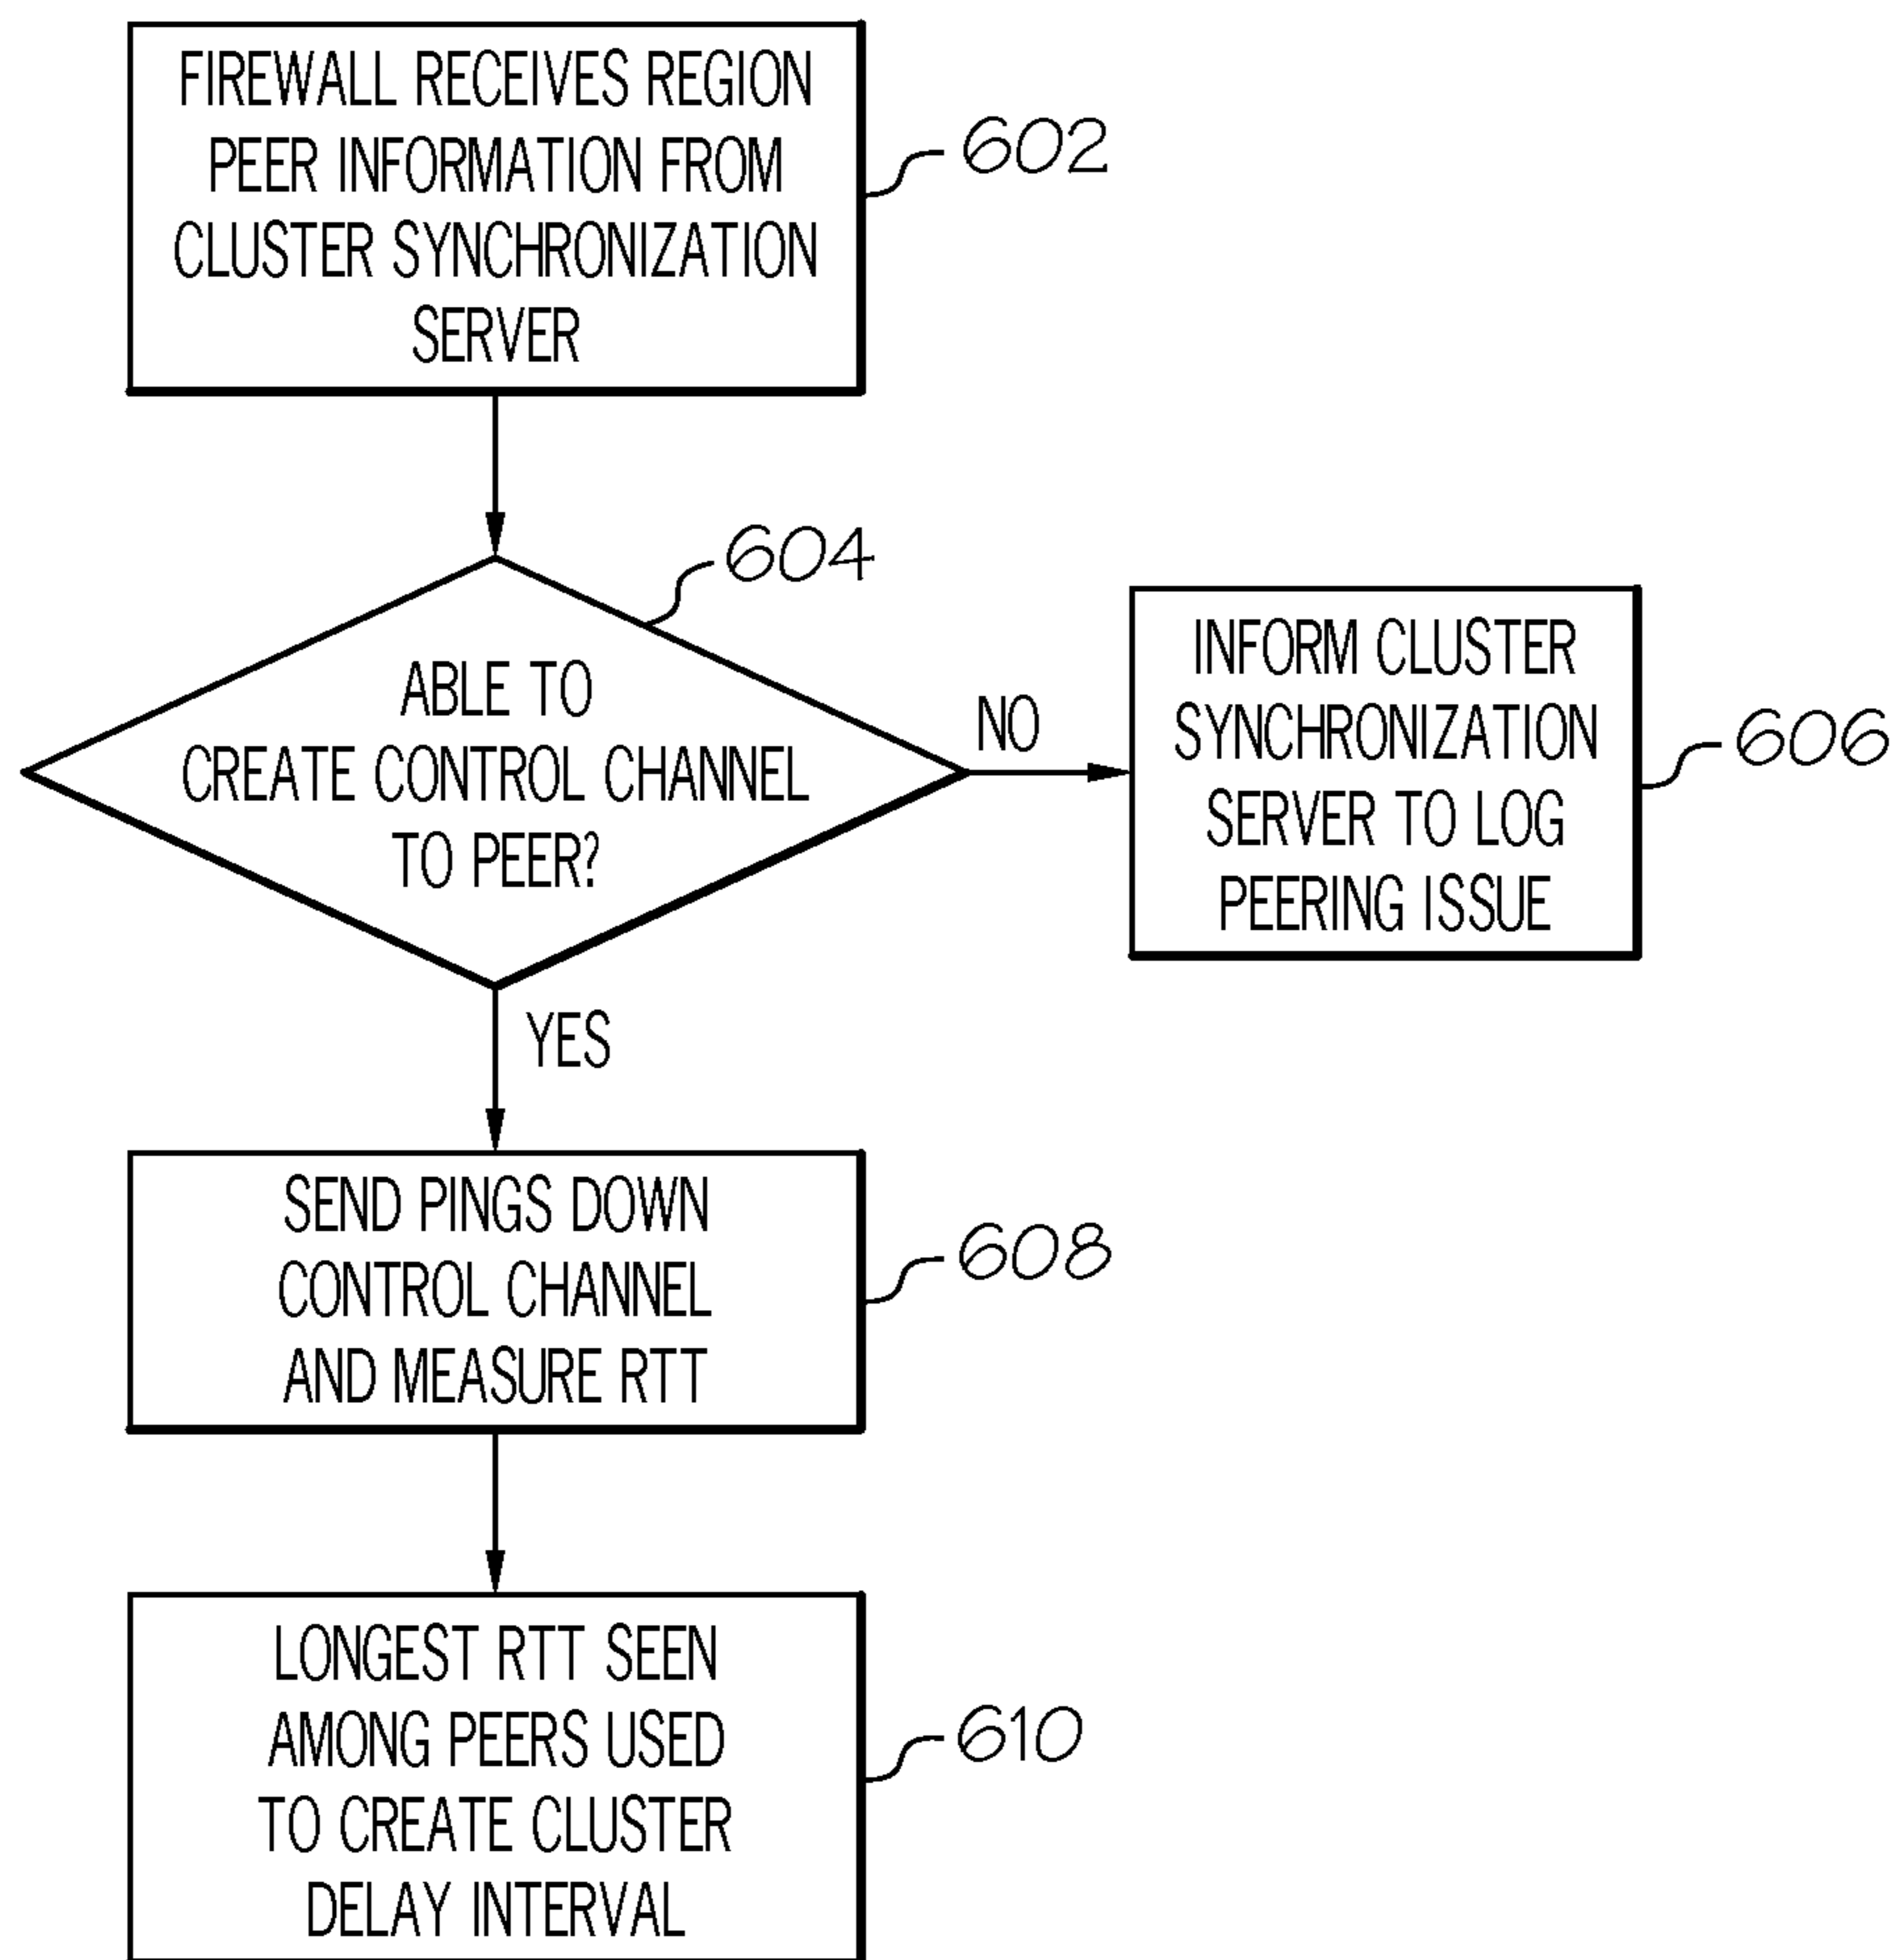 FIREWALL RECEIVES REGION
PEER INFORMATION FROM
CLUSTER SYNCHRONIZATION
SERVER
602
604
ABLE TO
CREATE CONTROL CHANNEL
TO PEER?
NO
INFORM CLUSTER
SYNCHRONIZATION
SERVER TO LOG
PEERING ISSUE
606
YES
SEND PINGS DOWN
CONTROL CHANNEL
AND MEASURE RTT
608
LONGEST RTT SEEN
AMONG PEERS USED
TO CREATE CLUSTER
DELAY INTERVAL
610